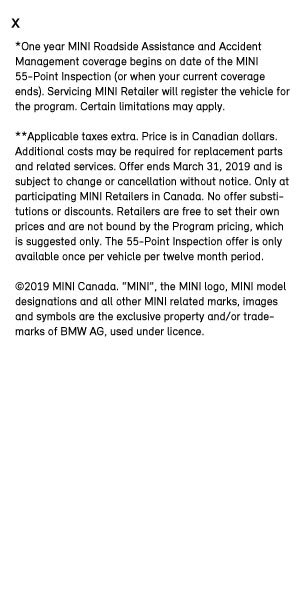 X
*One year MINI Roadside Assistance and Accident
Management coverage begins on date of the MINI
55-Point Inspection (or when your current coverage
ends). Servicing MINI Retailer will register the vehicle for
the program. Certain limitations may apply.
**Applicable taxes extra. Price is in Canadian dollars.
Additional costs may be required for replacement parts
and related services. Offer ends March 31, 2019 and is
subject to change or cancellation without notice. Only at
participating MINI Retailers in Canada. No offer substi-
tutions or discounts. Retailers are free to set their own
prices and are not bound by the Program pricing, which
is suggested only. The 55-Point Inspection offer is only
available once per vehicle per twelve month period.
©2019 MINI Canada. "MINI", the MINI logo, MINI model
designations and all other MINI related marks, images
and symbols are the exclusive property and/or trade-
marks of BMW AG, used under licence.